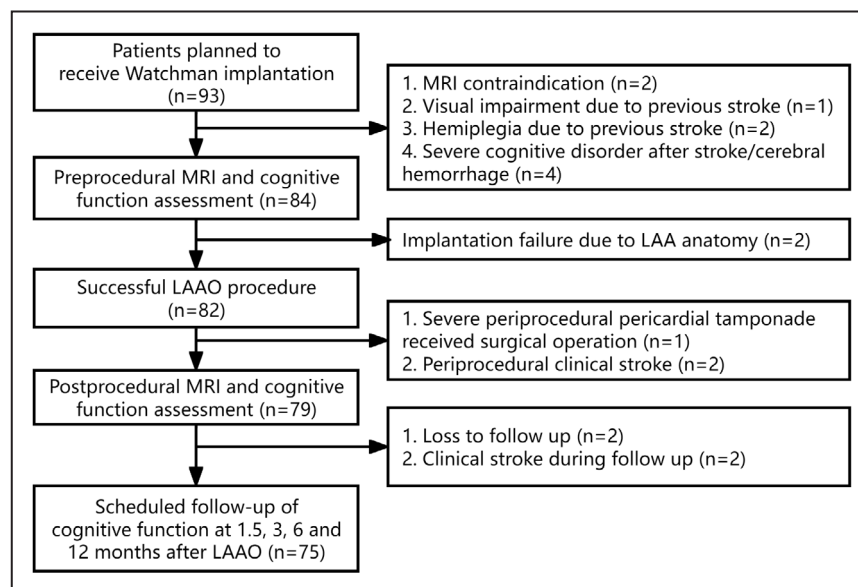 Patients planned to
receive Watchman implantation
(n=93)
1. MRI contraindication (n=2)
2. Visual impairment due to previous stroke (n=1)
3. Hemiplegia due to previous stroke (n=2)
4. Severe cognitive disorder after stroke/cerebral
hemorrhage (n=4)
Preprocedural MRI and cognitive
function assessment (n=84)
Implantation failure due to LAA anatomy (n=2)
Successful LAAO procedure
(n=82)
1. Severe periprocedural pericardial tamponade
received surgical operation (n=1)
2. Periprocedural clinical stroke (n=2)
Postprocedural MRI and cognitive
function assessment (n=79)
1. Loss to follow up (n=2)
2. Clinical stroke during follow up (n=2)
Scheduled follow-up of
cognitive function at 1.5, 3, 6 and
12 months after LAAO (n=75)